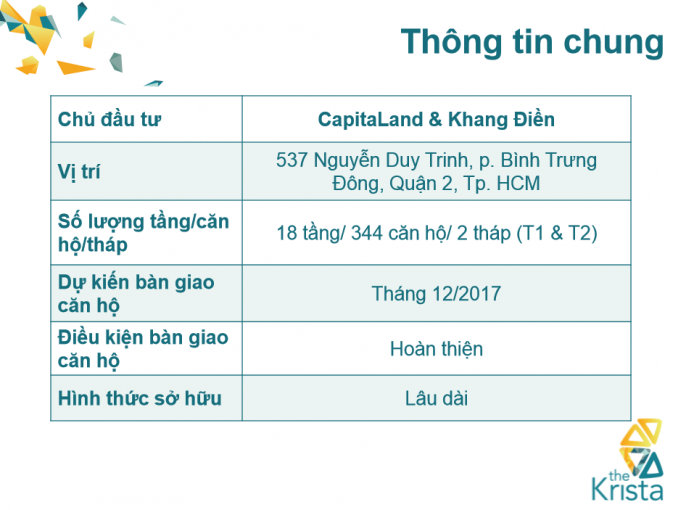 Thông tin chung
Chủ đầu tư
CapitaLand & Khang Điền
Vị trí
537 Nguyễn Duy Trinh, p. Bình Trưng
Đông, Quận 2, Tp. HCM
Số lượng tầng/căn
hộ/tháp
18 tầng/ 344 căn hộ/ 2 tháp (T1 & T2)
Dự kiến bàn giao
căn hộ
Tháng 12/2017
Điều kiện bàn giao
căn hộ
Hoàn thiện
Hình thức sở hữu
Lâu dài
the
Krista